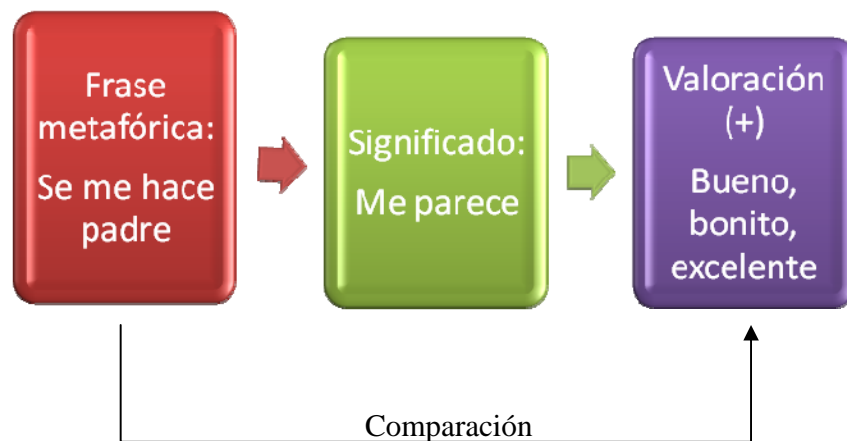 Frase
metafórica:
Se me hace
padre
Significado:
Me parece
Valoración
(+)
Bueno,
bonito,
excelente
Comparación